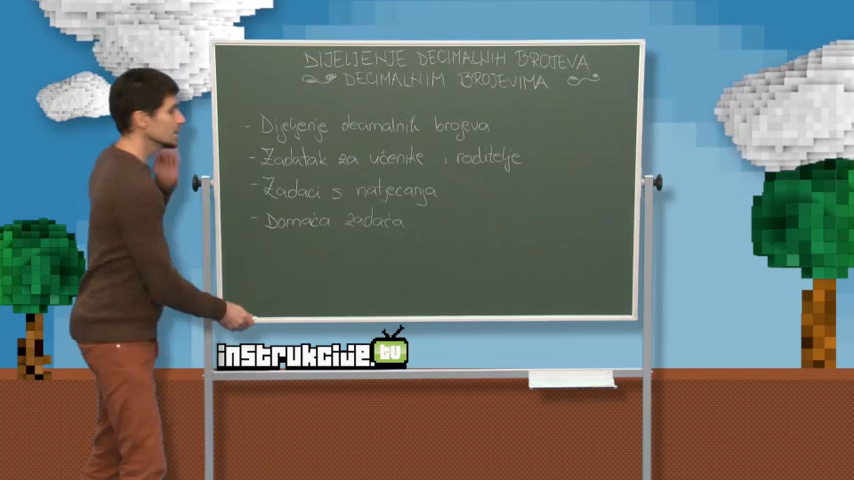 DIJELJENJE DECIMALNIH BROJEVA
DECIMALNIM BROJEVIMA
- Dijeljenje decimalnih brojeva
- Zadatak za učenike i roditelje
- Zadaci s natjecanja
- Domaća zadaća
instrukcije.tv